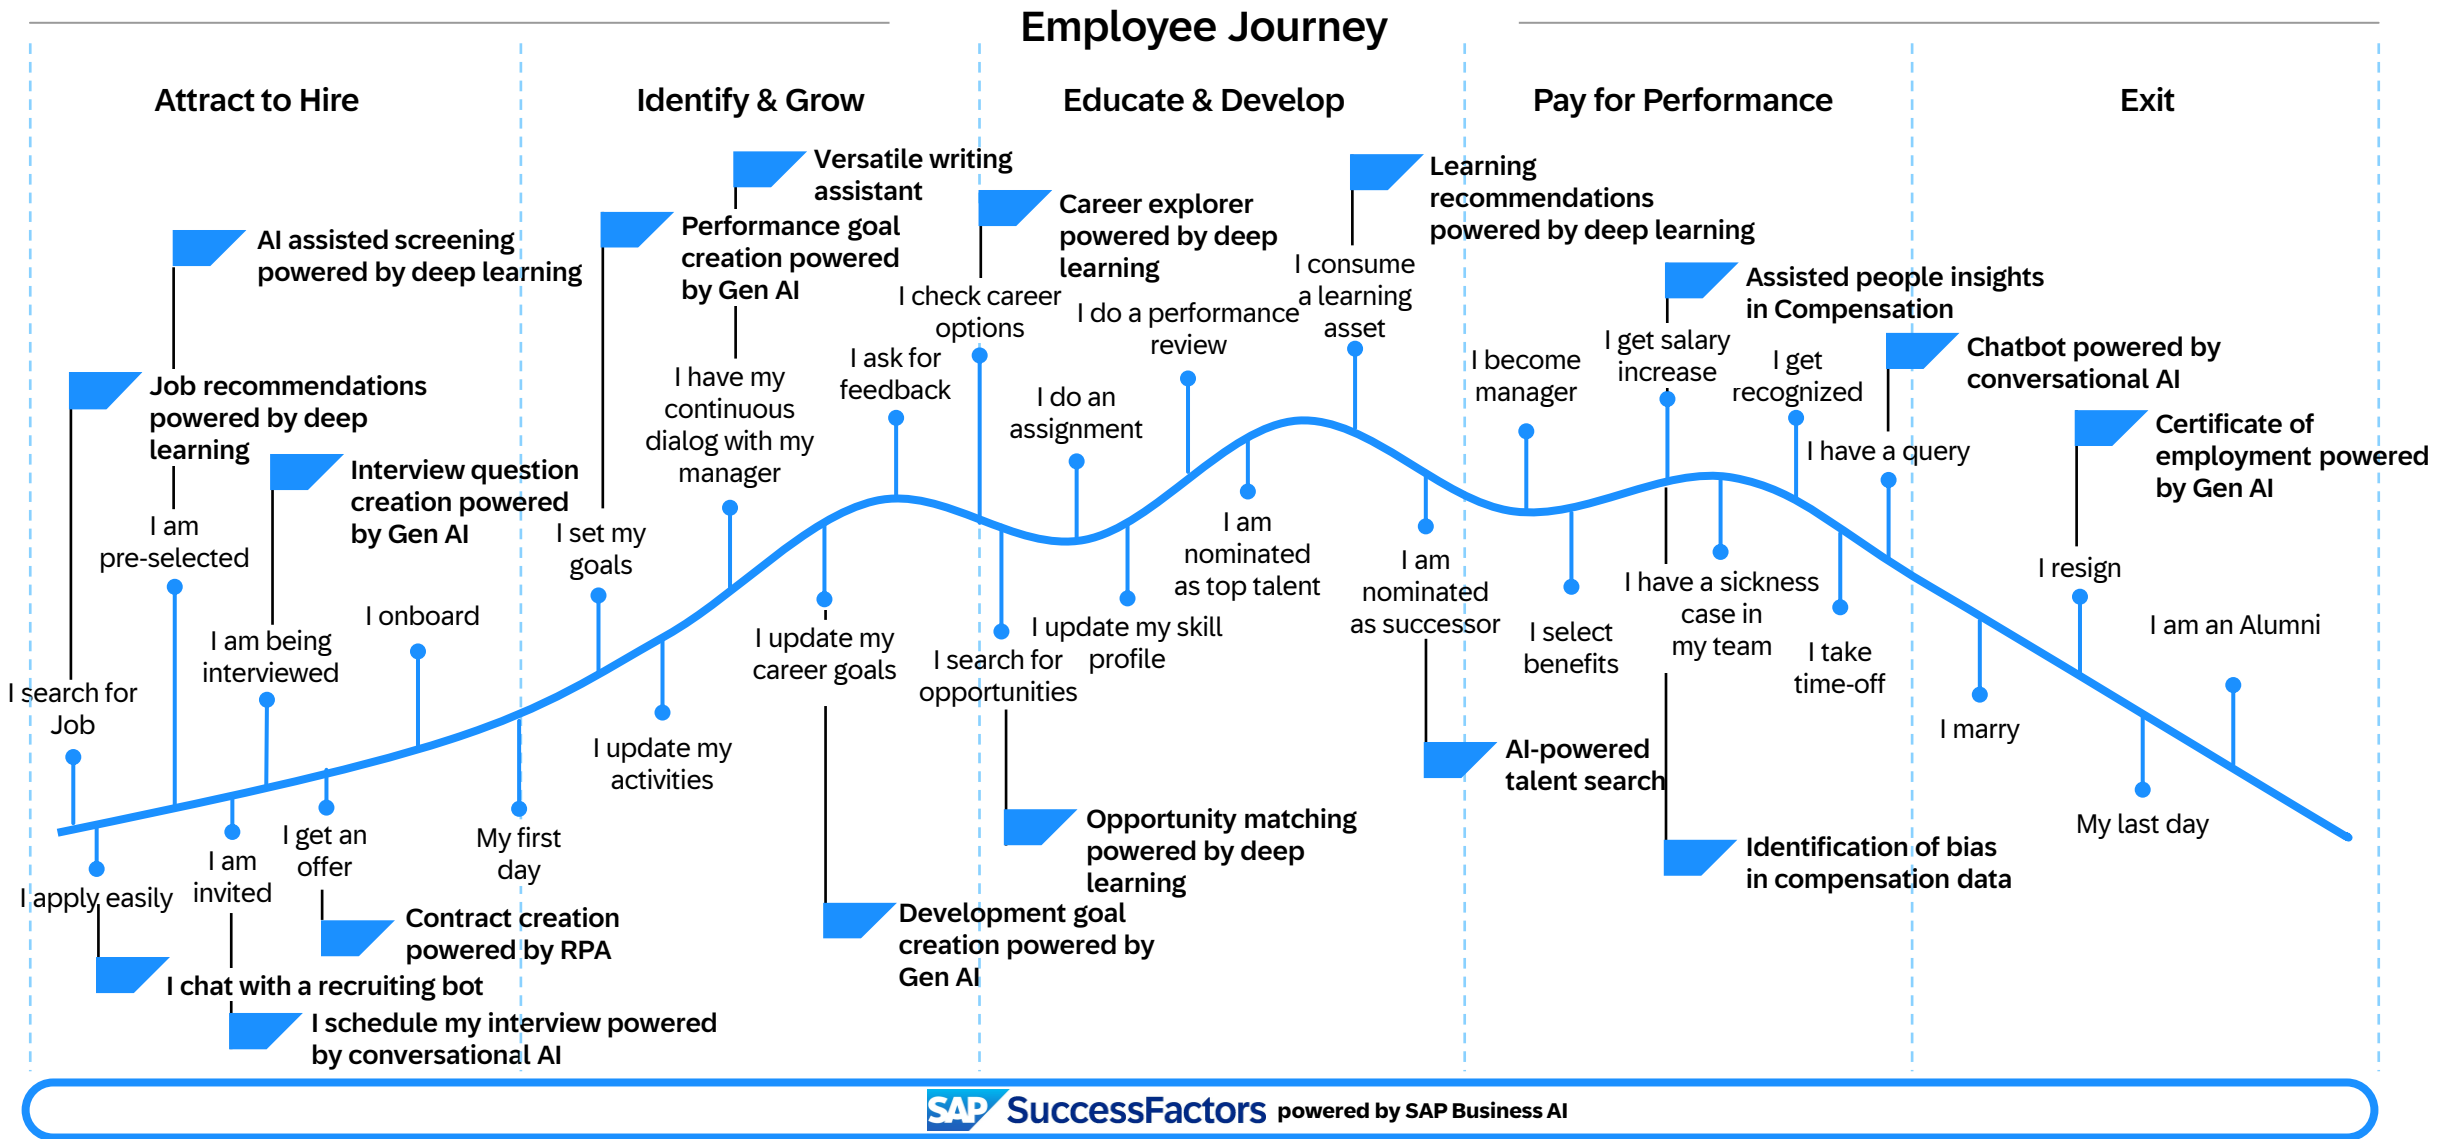 Employee Journey
Attract to Hire
Identify & Grow
Educate & Develop
Pay for Performance
Exit
AI assisted screening
powered by deep learning
Job recommendations
powered by deep
learning
Interview question
creation powered
by Gen AI
I am
pre-selected
I am being
interviewed
I onboard
I search for
Job
I apply easily
I am
invited
I get an
offer
My first
day
Contract creation
powered by RPA
I chat with a recruiting bot
I schedule my interview powered
by conversational AI
Versatile writing
assistant
Performance goal
creation powered
by Gen AI
I have my
continuous
dialog with my
manager
I set my
goals
I ask for
feedback
I check career
options
I update my
activities
I update my
career goals
Development goal
creation powered by
Gen AI
Career explorer
powered by deep
learning
I do a performance
review
I do an
assignment
I consume
a learning
asset
Learning
recommendations
powered by deep learning
I am
nominated
as top talent
I am
nominated
as successor
I update my skill
profile
I search for
opportunities
Opportunity matching
powered by deep
learning
AI-powered
talent search
Assisted people insights
in Compensation
I become
manager
I get salary
increase
I get
recognized
I have a query
Chatbot powered by
conversational AI
I select
benefits
I have a sickness
case in
my team
I take
time-off
Identification of bias
in compensation data
Certificate of
employment powered
by Gen AI
I resign
I am an Alumni
I marry
My last day
SAP SuccessFactors powered by SAP Business AI